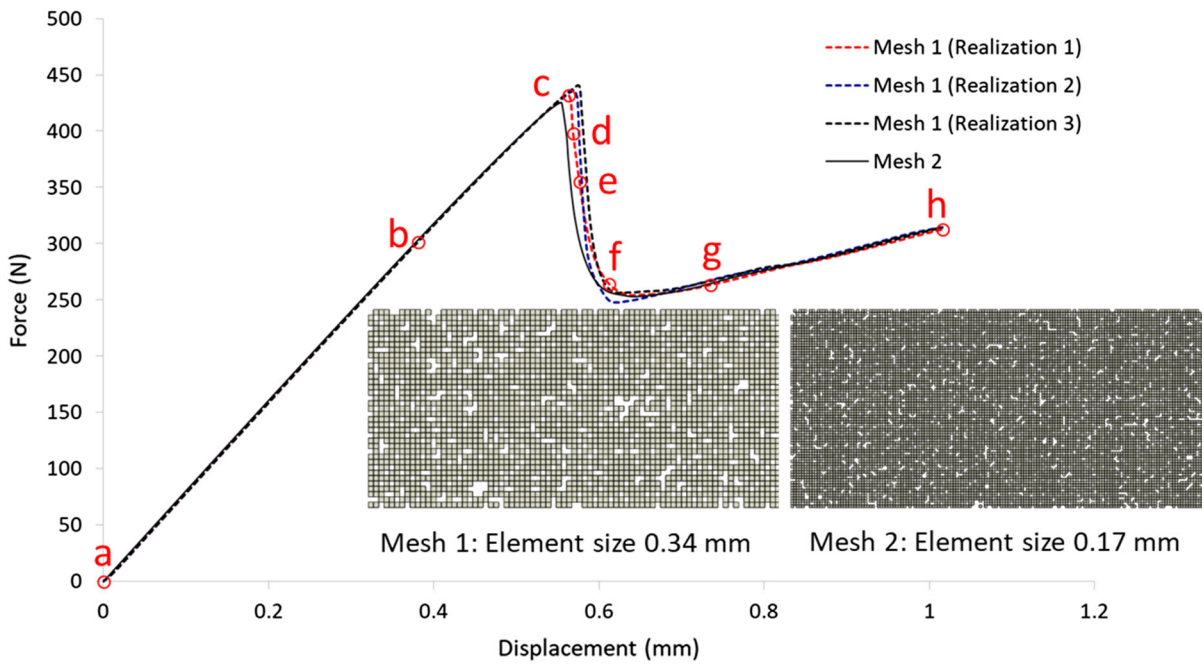 500
450
400
350
300
250
200
150
100
50
0
Force (N)
0
0.2
0.4
0.6
0.8
1
1.2
Displacement (mm)
a
b
c
d
e
f
g
h
Mesh 1 (Realization 1)
Mesh 1 (Realization 2)
Mesh 1 (Realization 3)
Mesh 2
Mesh 1: Element size 0.34 mm
Mesh 2: Element size 0.17 mm